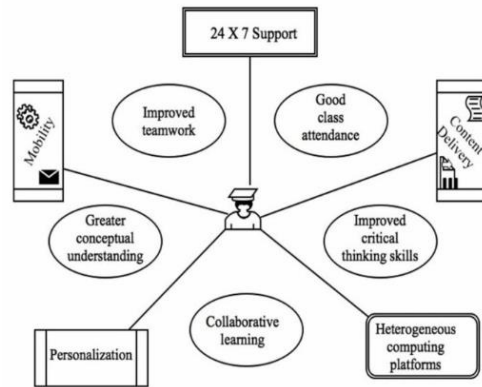 24 X 7 Support
Mobility
Improved
teamwork
Good
class
attendance
Content
Delivery
Greater
conceptual
understanding
Improved
critical
thinking skills
Personalization
Collaborative
learning
Heterogeneous
computing
platforms